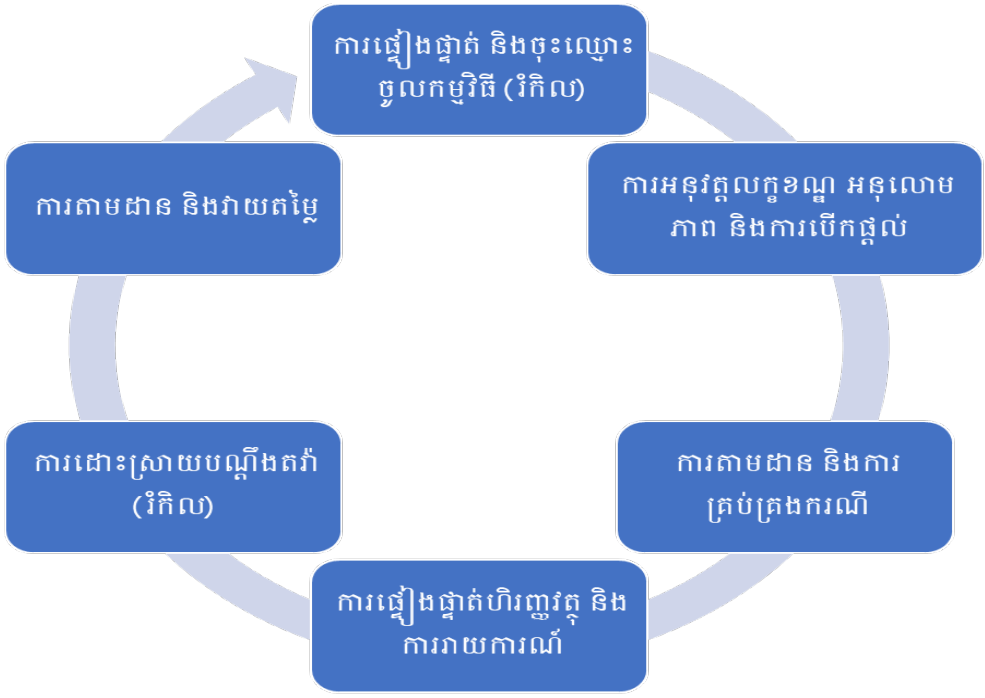 ការផ្ទៀងផ្ទាត់ និងចុះឈ្មោះ
ចូលកម្មវិធី (រំកិល)
ការអនុវត្តលក្ខខណ្ឌ អនុលោម
ភាព និងការបើកផ្តល់
ការតាមដាន និងការ
គ្រប់គ្រងករណី
ការផ្ទៀងផ្ទាត់ហិរញ្ញវត្ថុ និង
ការរាយការណ៍
ការដោះស្រាយបណ្តឹងតវ៉ា
(រំកិល)
ការតាមដាន និងវាយតម្លៃ